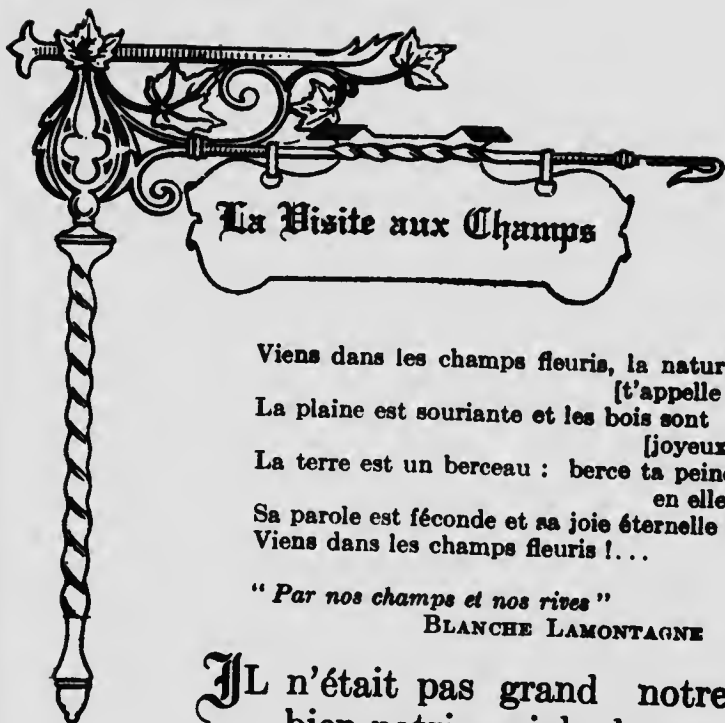 La Visite aux Champs
Viens dans les champs fleuris, la natur
[t'appelle
La plaine est souriante et les bois sont
[joyeux
La terre est un berceau : berce ta pein
en elle
Sa parole est féconde et sa joie éternelle
Viens dans les champs fleuris !...
" Par nos champs et nos rives "
BLANCHE LAMONTAGNE
IL n'était pas grand notre